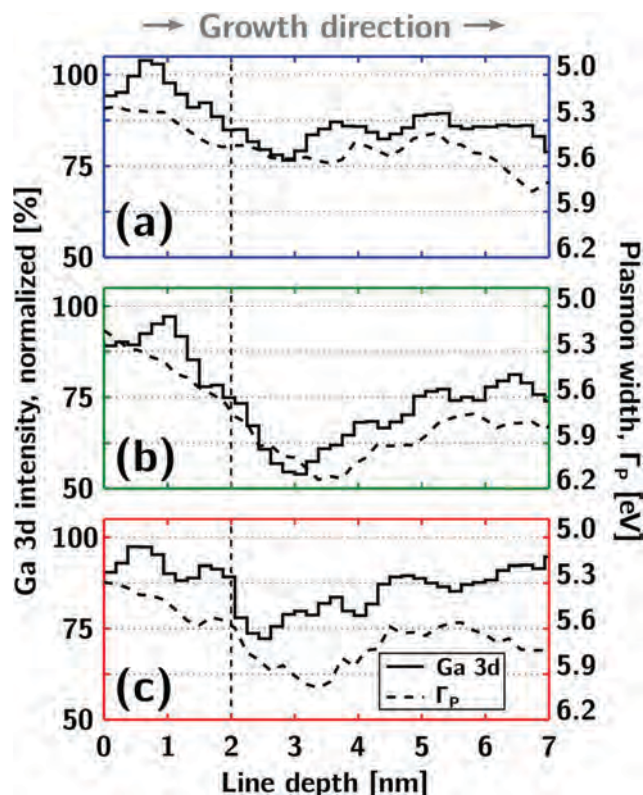 → Growth direction →
Ga 3d intensity, normalized [%]
100
75
50
(a)
5.0
5.3
5.6
5.9
6.2
100
75
50
(b)
5.0
5.3
5.6
5.9
6.2
100
75
50
(c)
Ga 3d
ΓP
5.0
5.3
5.6
5.9
6.2
Plasmon width, ΓP [eV]
0 1 2 3 4 5 6 7
Line depth [nm]